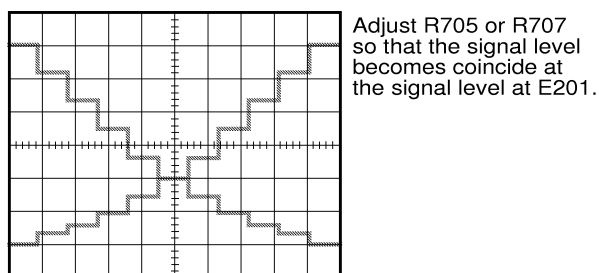 Adjust R705 or R707
so that the signal level
becomes coincide at
the signal level at E201.